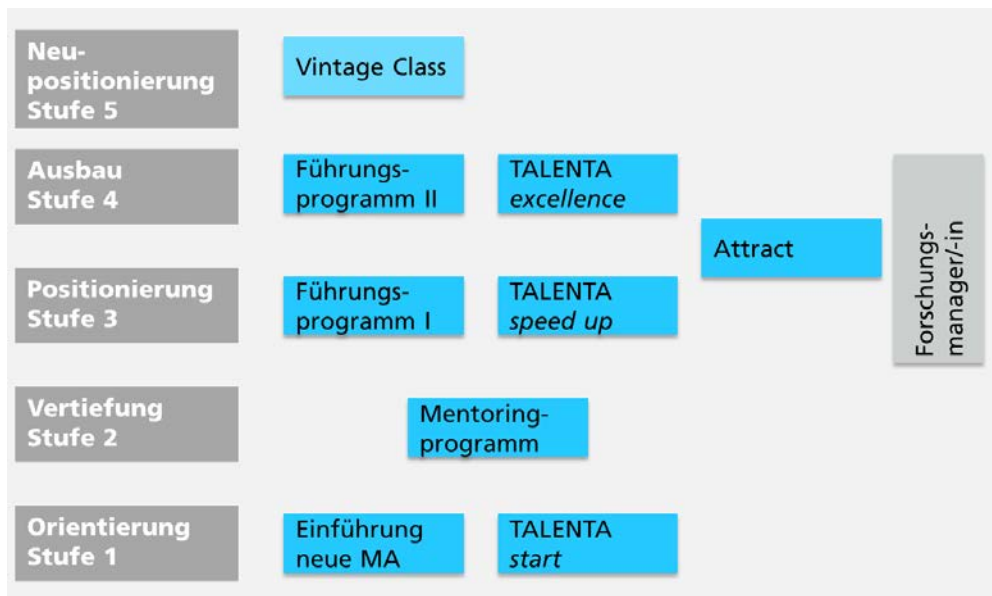 Neu-
positionierung
Stufe 5
Vintage Class
Ausbau
Stufe 4
Führungs-
programm II
TALENTA
excellence
Attract
Forschungs-
manager/-in
Positionierung
Stufe 3
Führungs-
programm I
TALENTA
speed up
Vertiefung
Stufe 2
Mentoring-
programm
Orientierung
Stufe 1
Einführung
neue MA
TALENTA
start